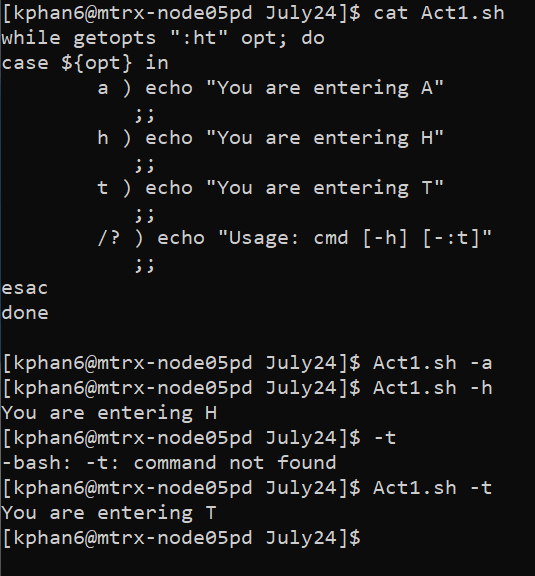 [kphan6@mtrx-node05pd July24]$ cat Act1.sh
while getopts ":ht" opt; do
case ${opt} in
        a ) echo "You are entering A"
           ;;
        h ) echo "You are entering H"
           ;;
        t ) echo "You are entering T"
           ;;
        /? ) echo "Usage: cmd [-h] [-:t]"
           ;;
esac
done

[kphan6@mtrx-node05pd July24]$ Act1.sh -a
[kphan6@mtrx-node05pd July24]$ Act1.sh -h
You are entering H
[kphan6@mtrx-node05pd July24]$ -t
-bash: -t: command not found
[kphan6@mtrx-node05pd July24]$ Act1.sh -t
You are entering T
[kphan6@mtrx-node05pd July24]$